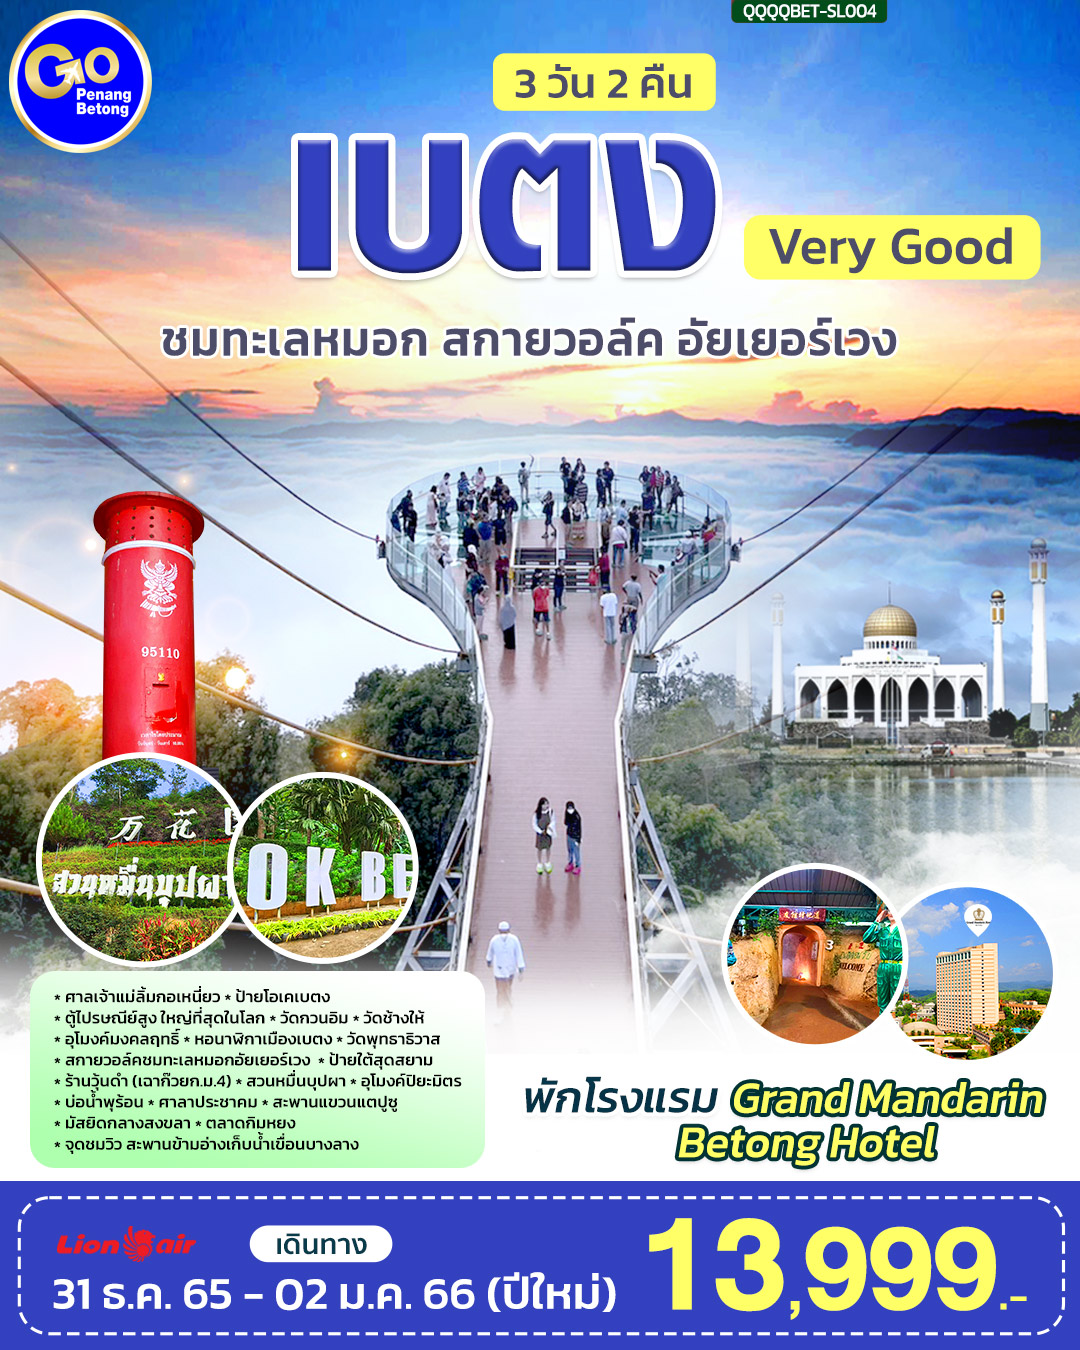 QQQQBET-SL004
GO
Penang
Betong
3 วัน 2 คืน
เบตง
Very Good
ชมทะเลหมอก สกายวอล์ค อัยเยอร์เวง
95110
万花
สวนหมื่นบุปผา
OK BE
WELCOME
* ศาลเจ้าแม่ลิ้มกอเหนี่ยว * ป้ายโอเคเบตง
* ตู้ไปรษณีย์สูง ใหญ่ที่สุดในโลก * วัดกวนอิม * วัดช้างให้
* อุโมงค์มงคลฤทธิ์ * หอนาฬิกาเมืองเบตง * วัดพุทธาธิวาส
* สกายวอล์คชมทะเลหมอกอัยเยอร์เวง * ป้ายใต้สุดสยาม
* ร้านวุ้นดำ (เฉาก๊วยก.ม.4) * สวนหมื่นบุปผา * อุโมงค์ปิยะมิตร
* บ่อน้ำพุร้อน * ศาลาประชาคม * สะพานแขวนแตปูซู
* มัสยิดกลางสงขลา * ตลาดกิมหยง
* จุดชมวิว สะพานข้ามอ่างเก็บน้ำเขื่อนบางลาง
พักโรงแรม Grand Mandarin
Betong Hotel
Lion air
เดินทาง
31 ธ.ค. 65 - 02 ม.ค. 66 (ปีใหม่)
13,999.-